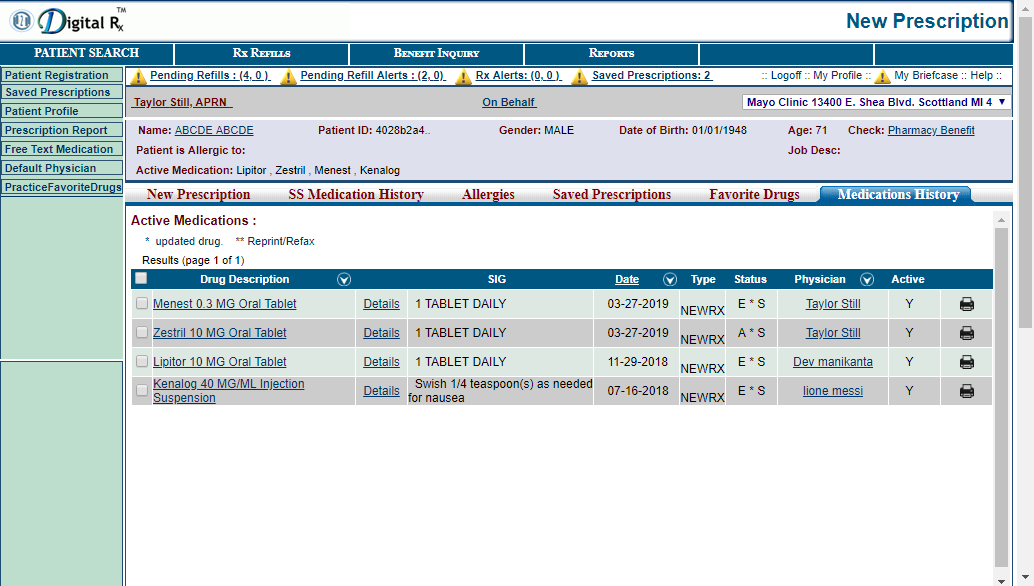 Digital Rx TM
New Prescription
PATIENT SEARCH RX REFILLS BENEFIT INQUIRY REPORTS
Patient Registration
Saved Prescriptions
Patient Profile
Prescription Report
Free Text Medication
Default Physician
PracticeFavoriteDrugs
Pending Refills : (4, 0 ) Pending Refill Alerts : (2, 0) Rx Alerts: (0, 0 ) Saved Prescriptions: 2 :: Logoff :: My Profile :: My Briefcase :: Help ::
Taylor Still, APRN On Behalf Mayo Clinic 13400 E. Shea Blvd. Scottland MI 4
Name: ABCDE ABCDE Patient ID: 4028b2a4.. Gender: MALE Date of Birth: 01/01/1948 Age: 71 Check: Pharmacy Benefit
Patient is Allergic to: Job Desc:
Active Medication: Lipitor , Zestril , Menest , Kenalog
New Prescription SS Medication History Allergies Saved Prescriptions Favorite Drugs Medications History
Active Medications :
* updated drug. ** Reprint/Refax
Results (page 1 of 1)
Drug Description SIG Date Type Status Physician Active
Menest 0.3 MG Oral Tablet Details 1 TABLET DAILY 03-27-2019 NEWRX E * S Taylor Still Y
Zestril 10 MG Oral Tablet Details 1 TABLET DAILY 03-27-2019 NEWRX A * S Taylor Still Y
Lipitor 10 MG Oral Tablet Details 1 TABLET DAILY 11-29-2018 NEWRX E * S Dev manikanta Y
Kenalog 40 MG/ML Injection Suspension Details Swish 1/4 teaspoon(s) as needed for nausea 07-16-2018 NEWRX E * S lione messi Y